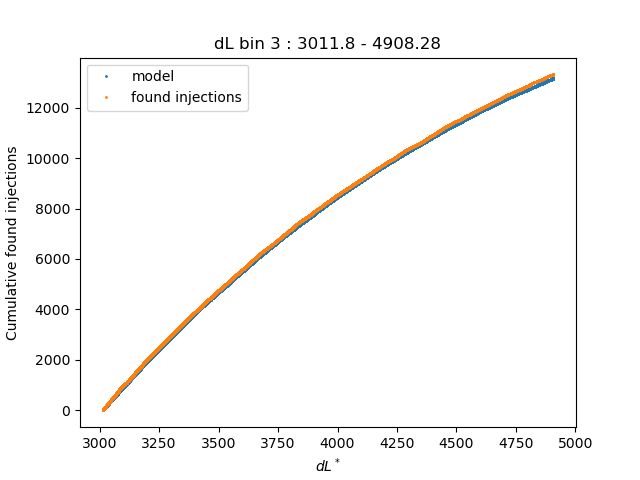 dL bin 3 : 3011.8 - 4908.28
model
found injections
Cumulative found injections
12000
10000
8000
6000
4000
2000
0
3000 3250 3500 3750 4000 4250 4500 4750 5000
dL*